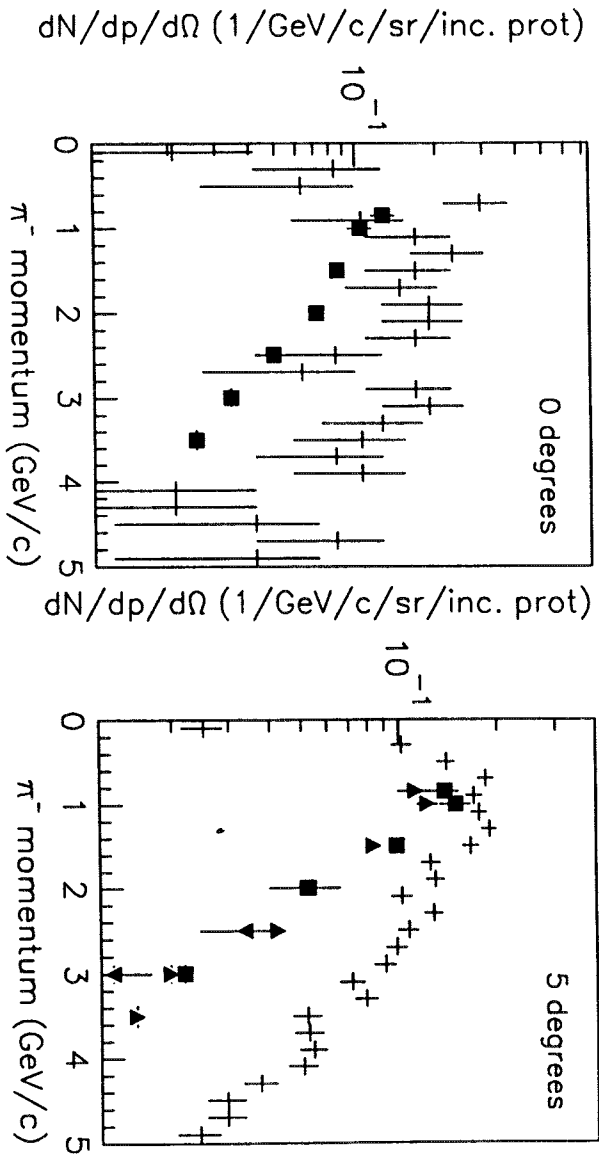 dN/dp/dΩ (1/GeV/c/sr/inc. prot)
10⁻¹
0 degrees
0 1 2 3 4 5
π⁻ momentum (GeV/c)
dN/dp/dΩ (1/GeV/c/sr/inc. prot)
10⁻¹
5 degrees
0 1 2 3 4 5
π⁻ momentum (GeV/c)